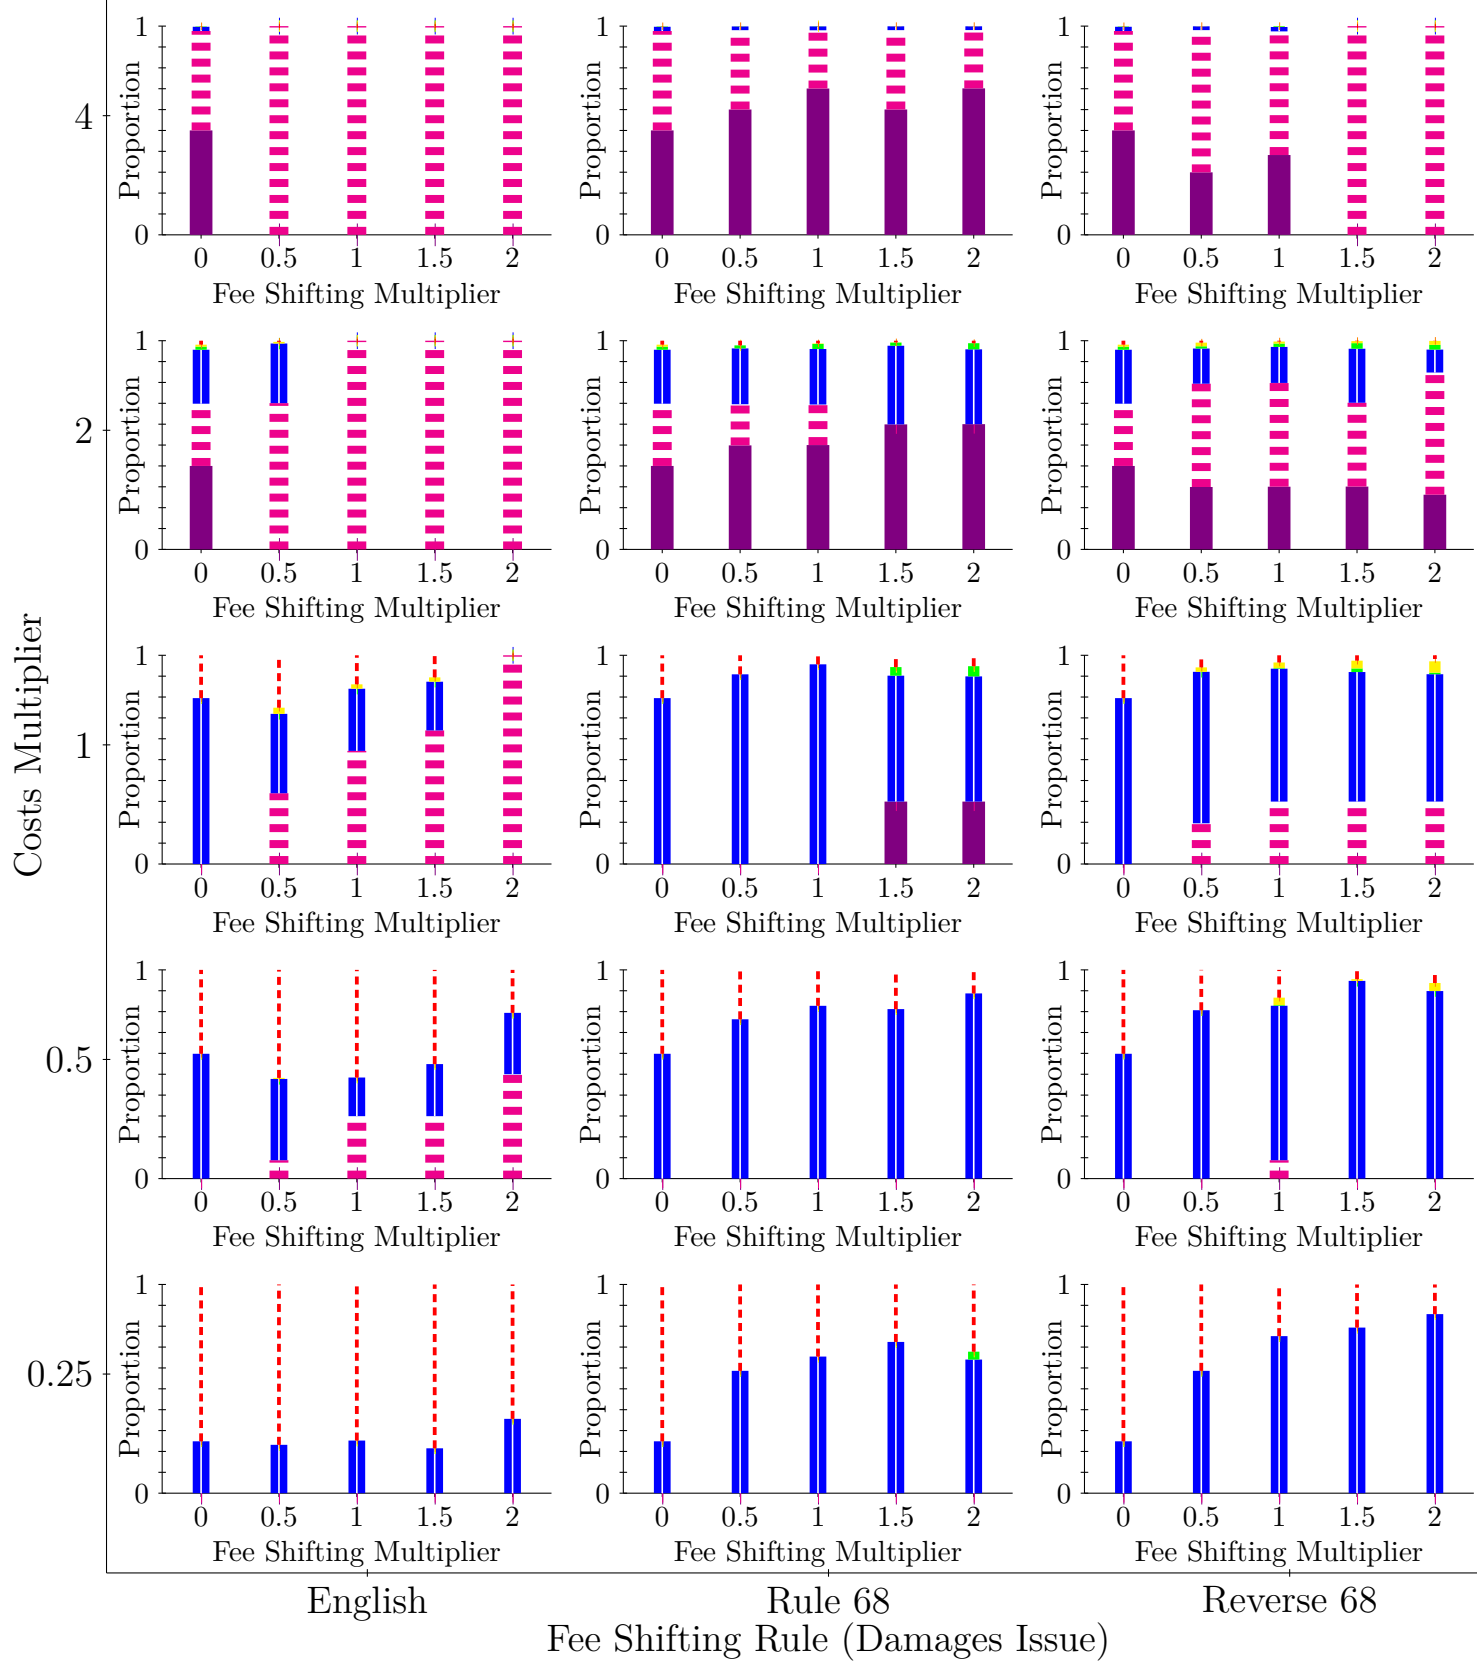 1 1 1
Proportion Proportion Proportion
4
0 0 0
0 0.5 1 1.5 2 0 0.5 1 1.5 2 0 0.5 1 1.5 2
Fee Shifting Multiplier Fee Shifting Multiplier Fee Shifting Multiplier
1 1 1
Proportion Proportion Proportion
2
0 0 0
0 0.5 1 1.5 2 0 0.5 1 1.5 2 0 0.5 1 1.5 2
Fee Shifting Multiplier Fee Shifting Multiplier Fee Shifting Multiplier
Costs Multiplier
1 1 1
Proportion Proportion Proportion
1
0 0 0
0 0.5 1 1.5 2 0 0.5 1 1.5 2 0 0.5 1 1.5 2
Fee Shifting Multiplier Fee Shifting Multiplier Fee Shifting Multiplier
1 1 1
Proportion Proportion Proportion
0.5
0 0 0
0 0.5 1 1.5 2 0 0.5 1 1.5 2 0 0.5 1 1.5 2
Fee Shifting Multiplier Fee Shifting Multiplier Fee Shifting Multiplier
1 1 1
Proportion Proportion Proportion
0.25
0 0 0
0 0.5 1 1.5 2 0 0.5 1 1.5 2 0 0.5 1 1.5 2
Fee Shifting Multiplier Fee Shifting Multiplier Fee Shifting Multiplier
English Rule 68 Reverse 68
Fee Shifting Rule (Damages Issue)